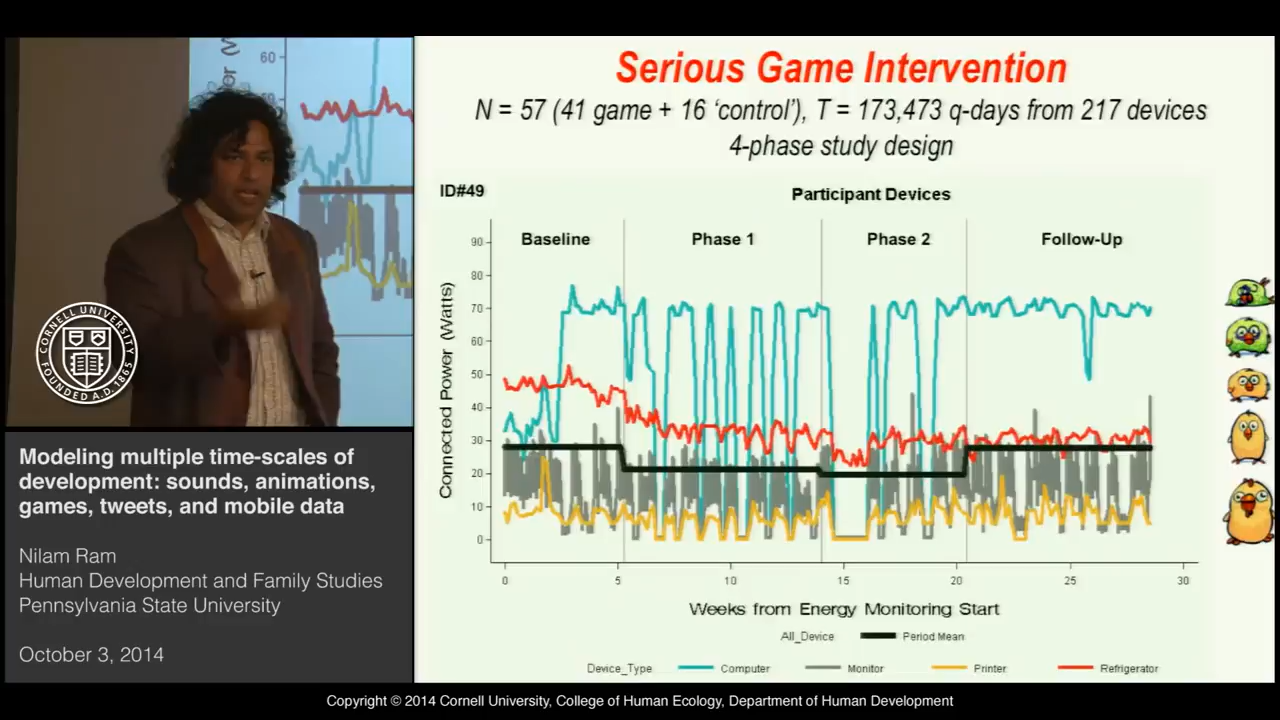 Serious Game Intervention
N = 57 (41 game + 16 ‘control’), T = 173,473 q-days from 217 devices
4-phase study design
ID#49
Participant Devices
Baseline
Phase 1
Phase 2
Follow-Up
Connected Power (Watts)
90
80
70
60
50
40
30
20
10
0
0
5
10
15
20
25
30
Weeks from Energy Monitoring Start
All_Device
Period Mean
Device_Type
Computer
Monitor
Printer
Refrigerator
60
CORNELL UNIVERSITY
FOUNDED A.D. 1865
Modeling multiple time-scales of
development: sounds, animations,
games, tweets, and mobile data
Nilam Ram
Human Development and Family Studies
Pennsylvania State University
October 3, 2014
Copyright © 2014 Cornell University, College of Human Ecology, Department of Human Development